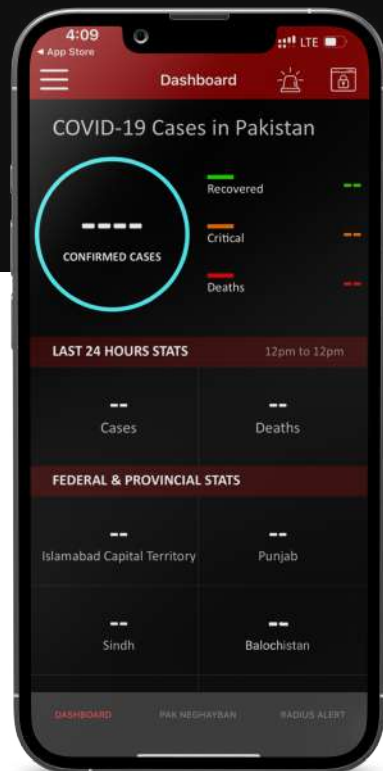 4:09
LTE
◀ App Store
Dashboard
COVID-19 Cases in Pakistan
----
CONFIRMED CASES
Recovered --
Critical --
Deaths --
LAST 24 HOURS STATS 12pm to 12pm
-- --
Cases Deaths
FEDERAL & PROVINCIAL STATS
-- --
Islamabad Capital Territory Punjab
-- --
Sindh Balochistan
DASHBOARD PAK NEGHAYBAN RADIUS ALERT